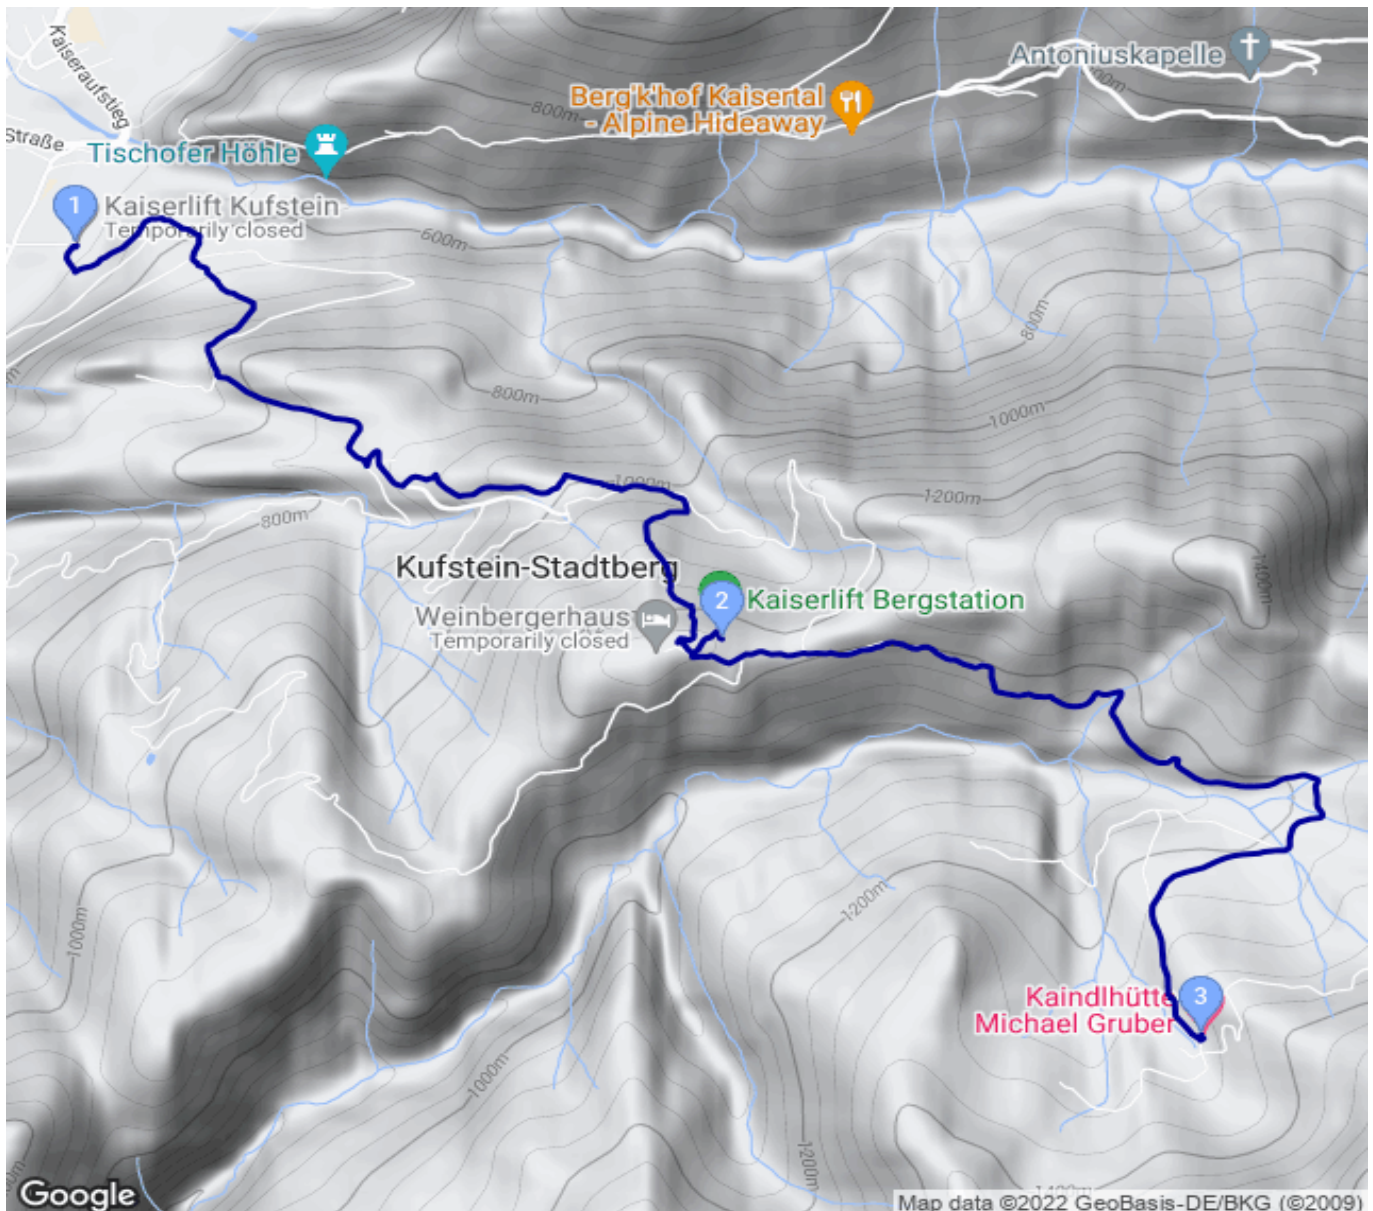 Kaiseraufstieg
Antoniuskapelle
800m
Berg'k'hof Kaisertal
- Alpine Hideaway
800m
Straße
Tischofer Höhle
1
Kaiserlift Kufstein
Temporarily closed
600m
800m
800m
1000m
1000m
1200m
800m
1400m
Kufstein-Stadtberg
2
Kaiserlift Bergstation
Weinbergerhaus
Temporarily closed
1200m
1000m
Kaindlhütte
3
Michael Gruber
1000m
1200m
1400m
Google
Map data ©2022 GeoBasis-DE/BKG (©2009)